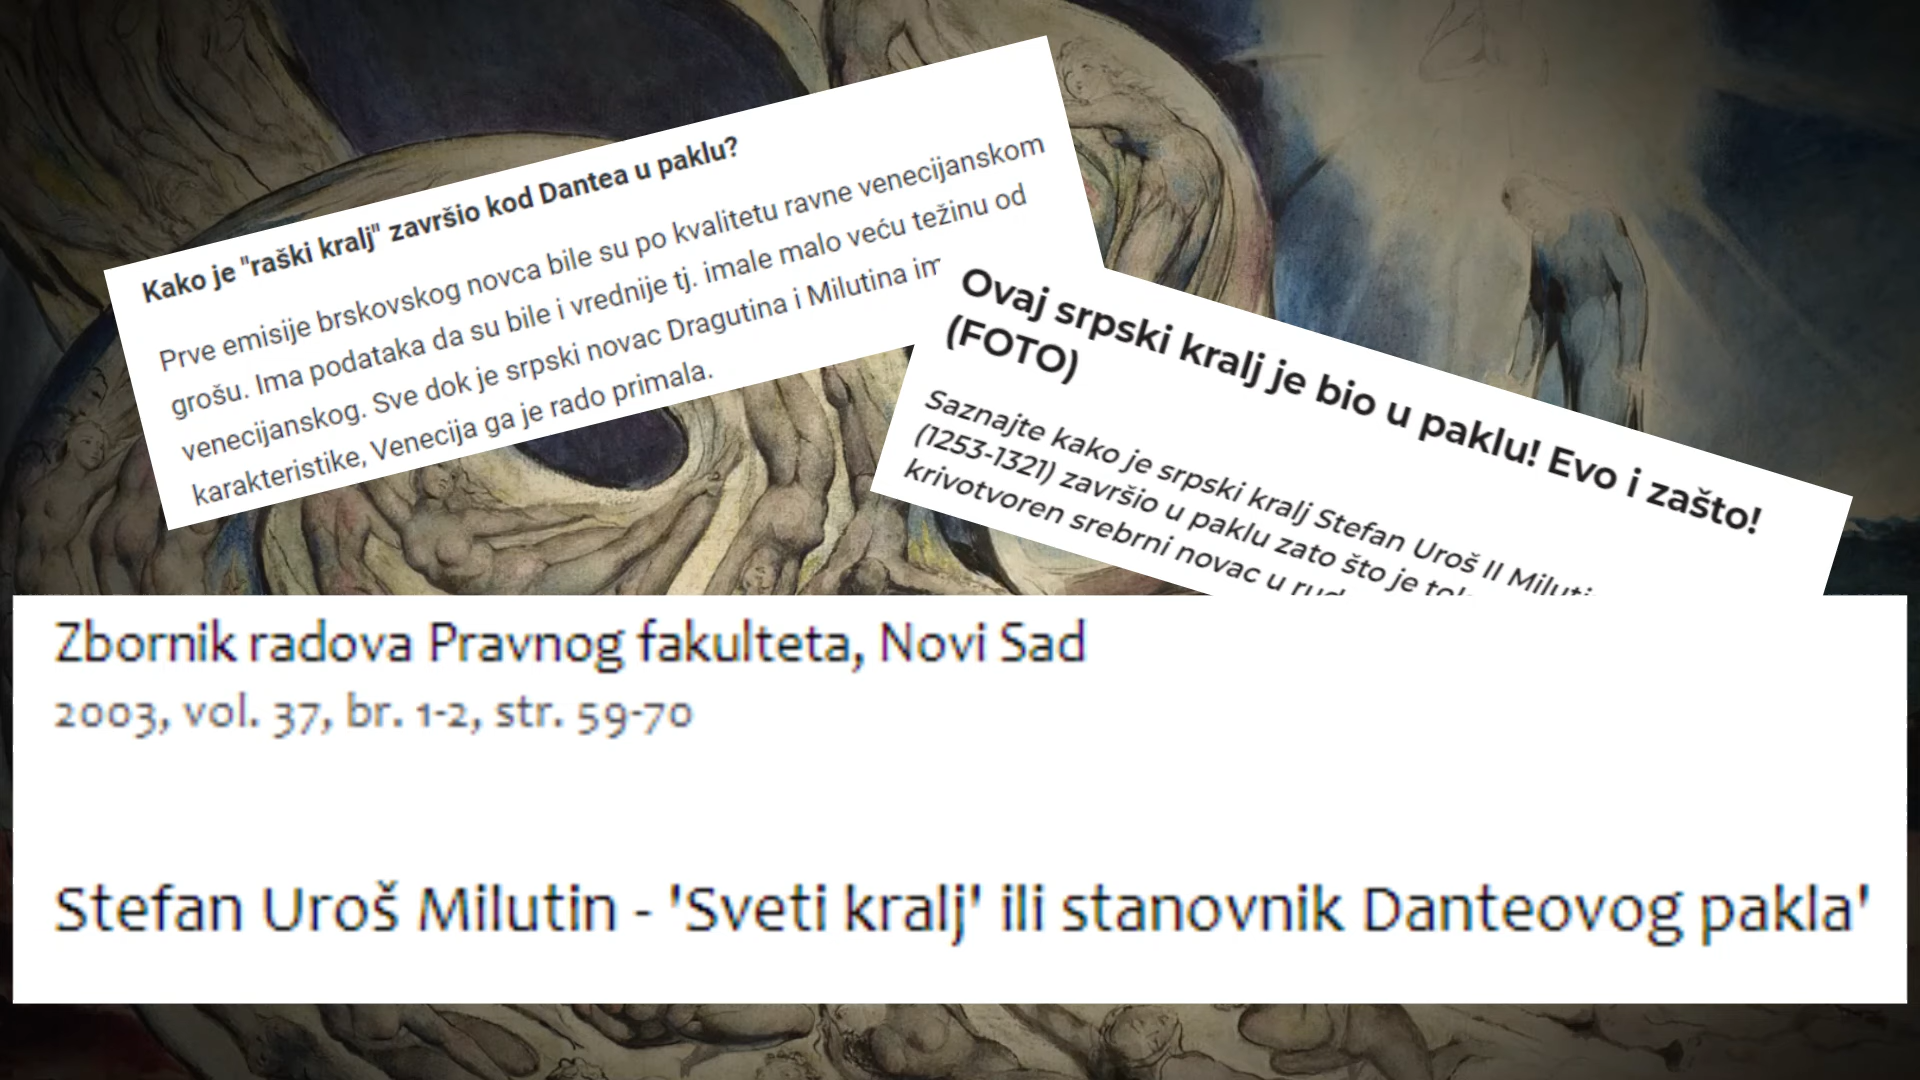 Kako je "raški kralj" završio kod Dantea u paklu?
Prve emisije brskovskog novca bile su po kvalitetu ravne venecijanskom
grošu. Ima podataka da su bile i vrednije tj. imale malo veću težinu od
venecijanskog. Sve dok je srpski novac Dragutina i Milutina
karakteristike, Venecija ga je rado primala.
Ovaj srpski kralj je bio u paklu! Evo i zašto!
(FOTO)
Saznajte kako je srpski kralj Stefan Uroš II
(1253-1321) završio u paklu zato što je
krivotvoren srebrni novac u
Zbornik radova Pravnog fakulteta, Novi Sad
2003, vol. 37, br. 1-2, str. 59-70
Stefan Uroš Milutin - 'Sveti kralj' ili stanovnik Danteovog pakla'